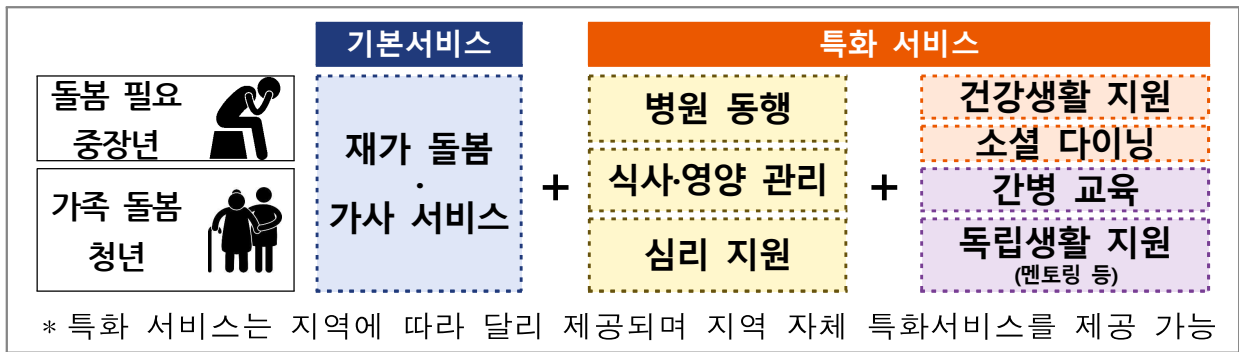 기본서비스
특화 서비스
돌봄 필요
중장년
가족 돌봄
청년
재가 돌봄
·
가사 서비스
+
병원 동행
식사·영양 관리
심리 지원
+
건강생활 지원
소셜 다이닝
간병 교육
독립생활 지원
(멘토링 등)
* 특화 서비스는 지역에 따라 달리 제공되며 지역 자체 특화서비스를 제공 가능